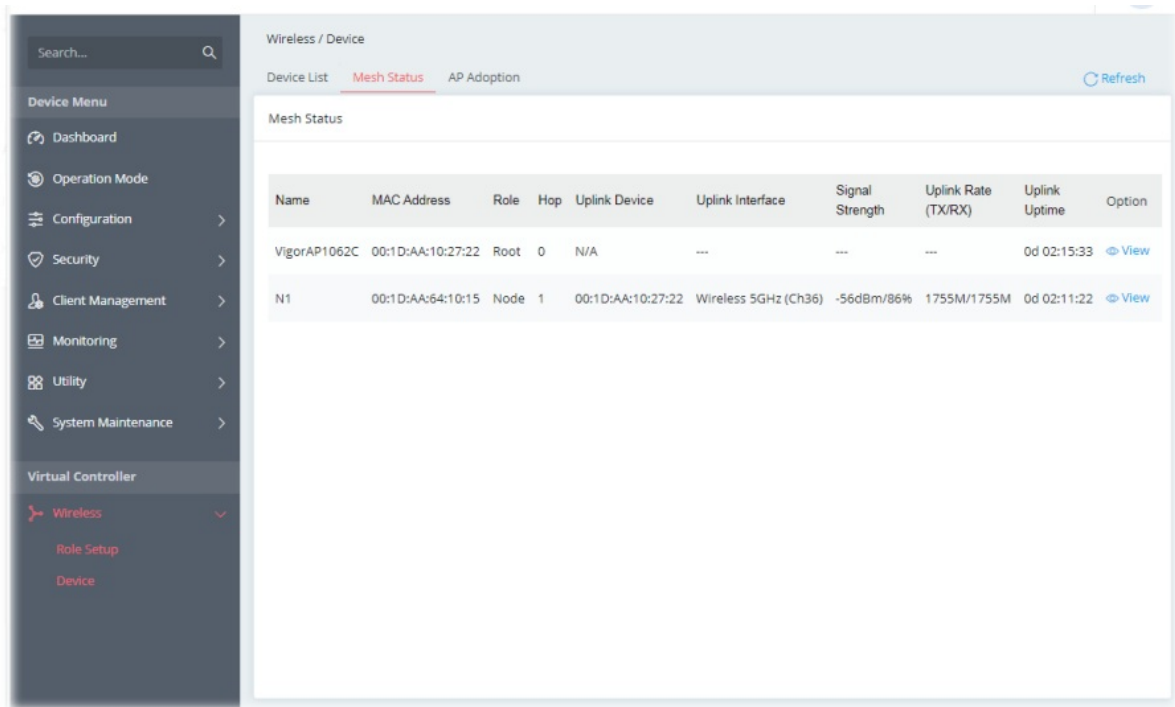 Search...
Device Menu
Dashboard
Operation Mode
Configuration
Security
Client Management
Monitoring
Utility
System Maintenance
Virtual Controller
Wireless
Role Setup
Device
Wireless / Device
Device List Mesh Status AP Adoption Refresh
Mesh Status
Name MAC Address Role Hop Uplink Device Uplink Interface Signal Strength Uplink Rate (TX/RX) Uplink Uptime Option
VigorAP1062C 00:1D:AA:10:27:22 Root 0 N/A --- --- --- 0d 02:15:33 View
N1 00:1D:AA:64:10:15 Node 1 00:1D:AA:10:27:22 Wireless 5GHz (Ch36) -56dBm/86% 1755M/1755M 0d 02:11:22 View